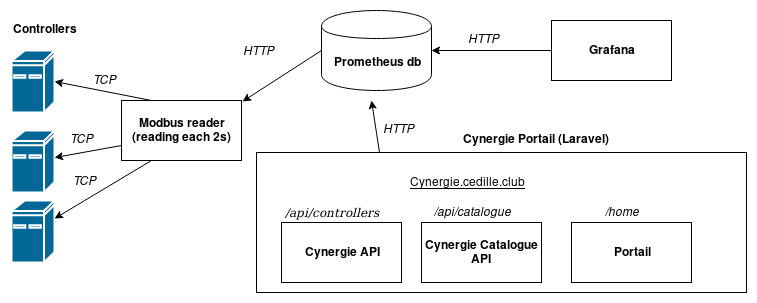 Controllers
HTTP
Prometheus db
HTTP
Grafana
TCP
Modbus reader
(reading each 2s)
TCP
HTTP
Cynergie Portail (Laravel)
TCP
Cynergie.cedille.club
/api/controllers
/api/catalogue
/home
Cynergie API
Cynergie Catalogue
API
Portail